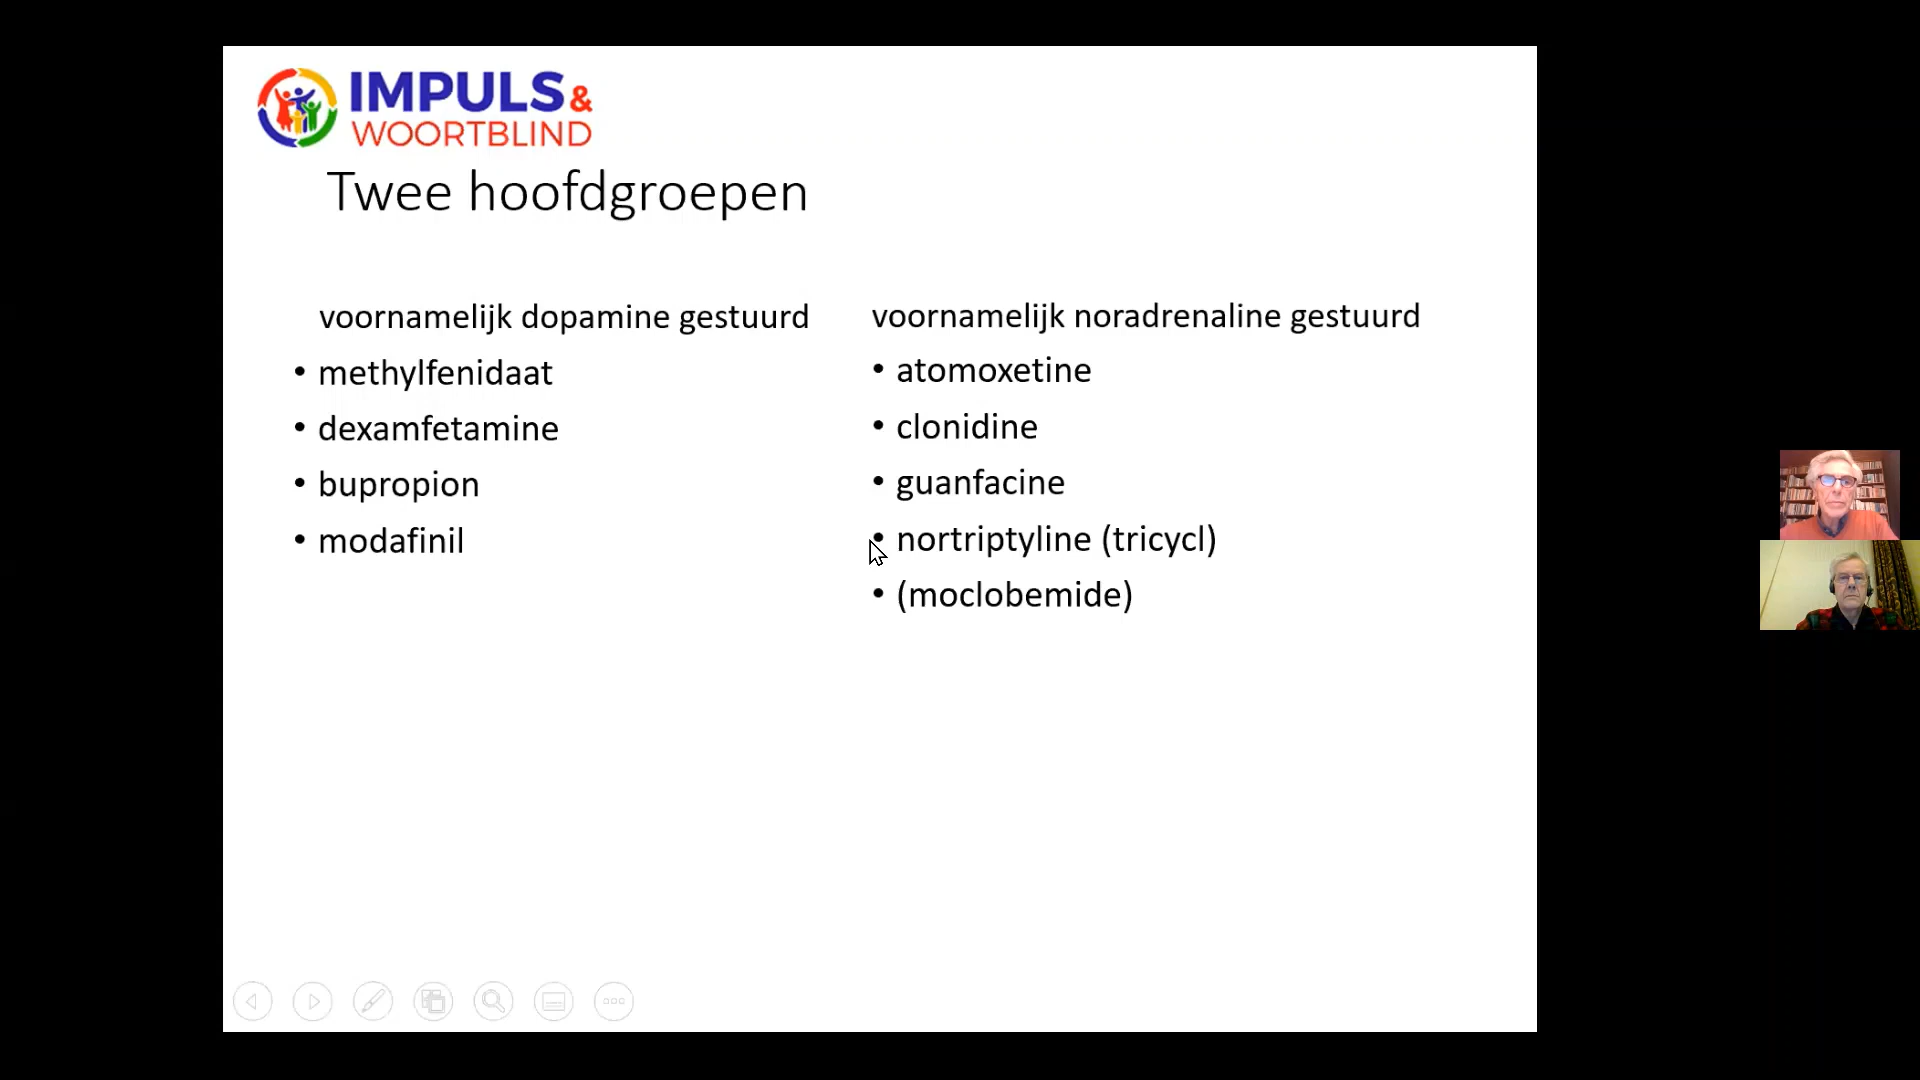 IMPULS &
WOORTBLIND
Twee hoofdgroepen
voornamelijk dopamine gestuurd
• methylfenidaat
• dexamfetamine
• bupropion
• modafinil
voornamelijk noradrenaline gestuurd
• atomoxetine
• clonidine
• guanfacine
• nortriptyline (tricycl)
• (moclobemide)